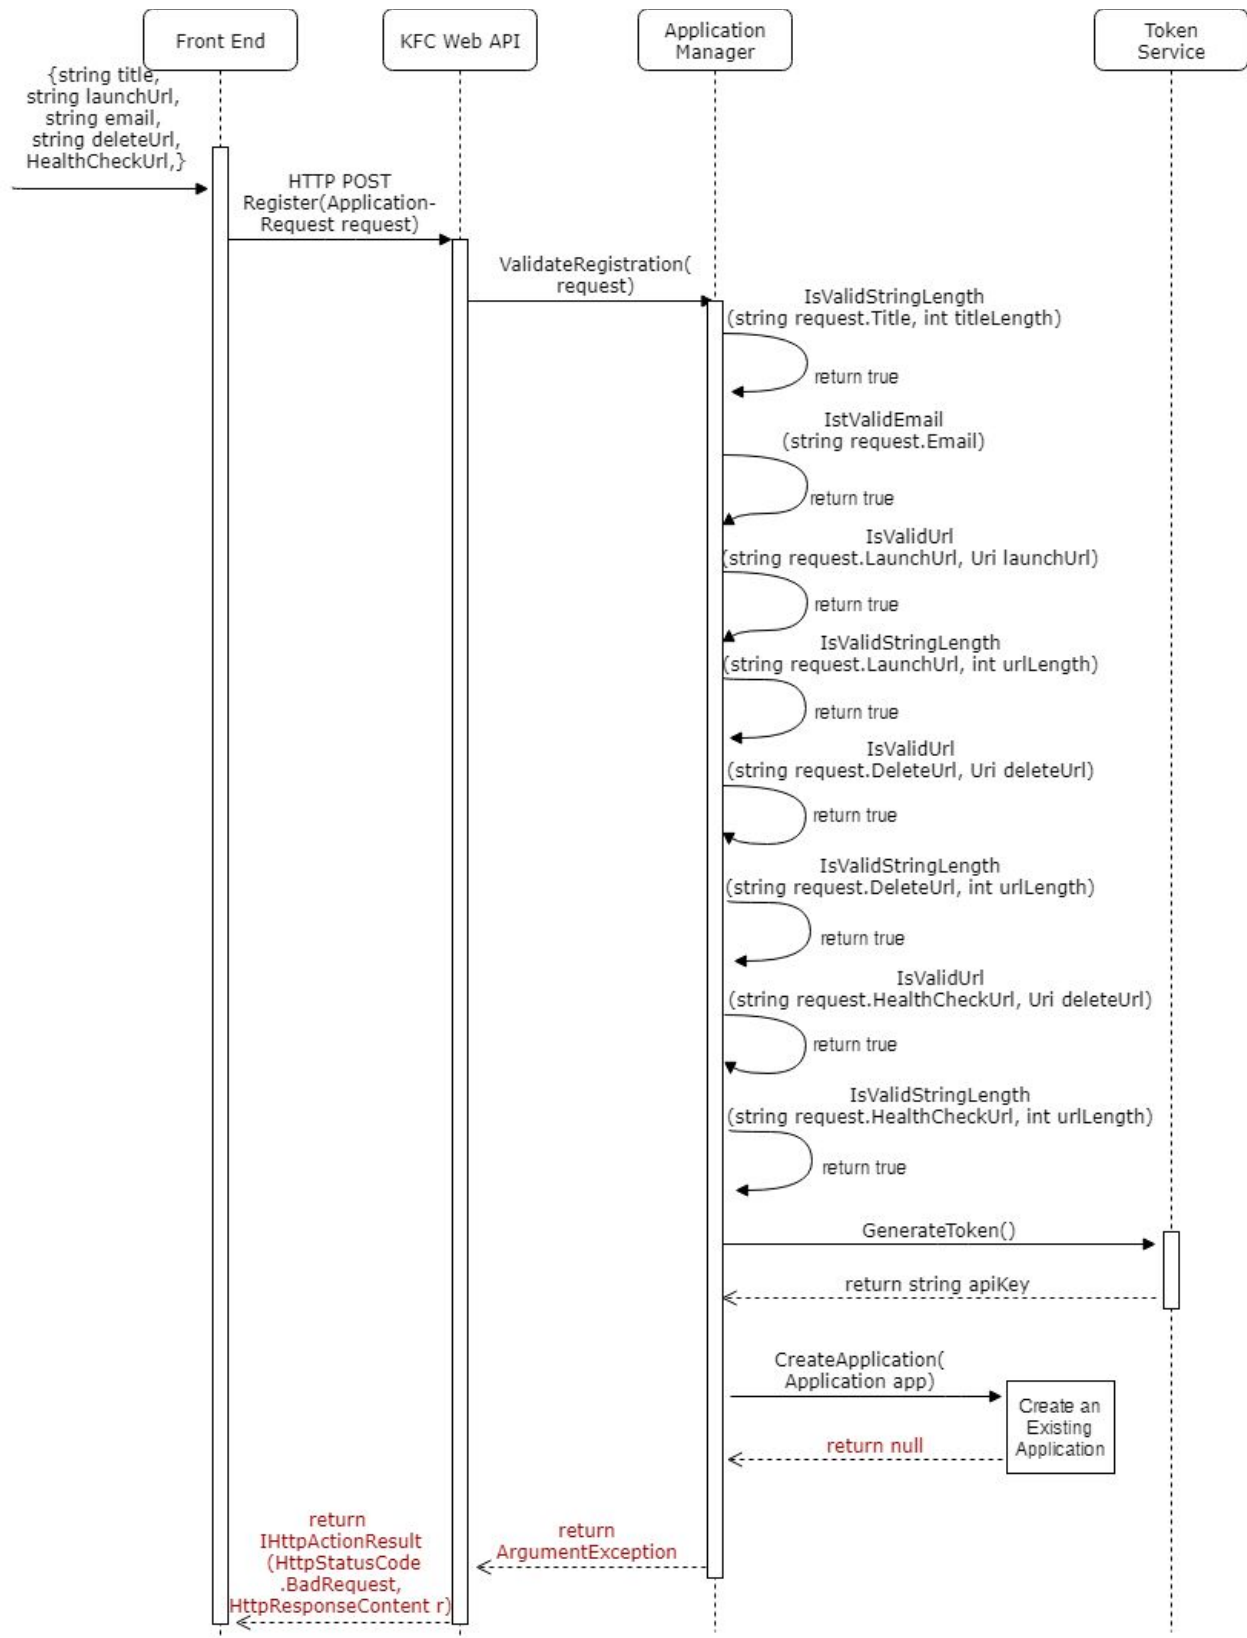 Front End
KFC Web API
Application
Manager
Token
Service
{string title,
string launchUrl,
string email,
string deleteUrl,
HealthCheckUrl,}
HTTP POST
Register(Application-
Request request)
ValidateRegistration(
request)
IsValidStringLength
(string request.Title, int titleLength)
return true
IstValidEmail
(string request.Email)
return true
IsValidUrl
(string request.LaunchUrl, Uri launchUrl)
return true
IsValidStringLength
(string request.LaunchUrl, int urlLength)
return true
IsValidUrl
(string request.DeleteUrl, Uri deleteUrl)
return true
IsValidStringLength
(string request.DeleteUrl, int urlLength)
return true
IsValidUrl
(string request.HealthCheckUrl, Uri deleteUrl)
return true
IsValidStringLength
(string request.HealthCheckUrl, int urlLength)
return true
GenerateToken()
return string apiKey
CreateApplication(
Application app)
Create an
Existing
Application
return null
return
ArgumentException
return
IHttpActionResult
(HttpStatusCode
.BadRequest,
HttpResponseContent r)